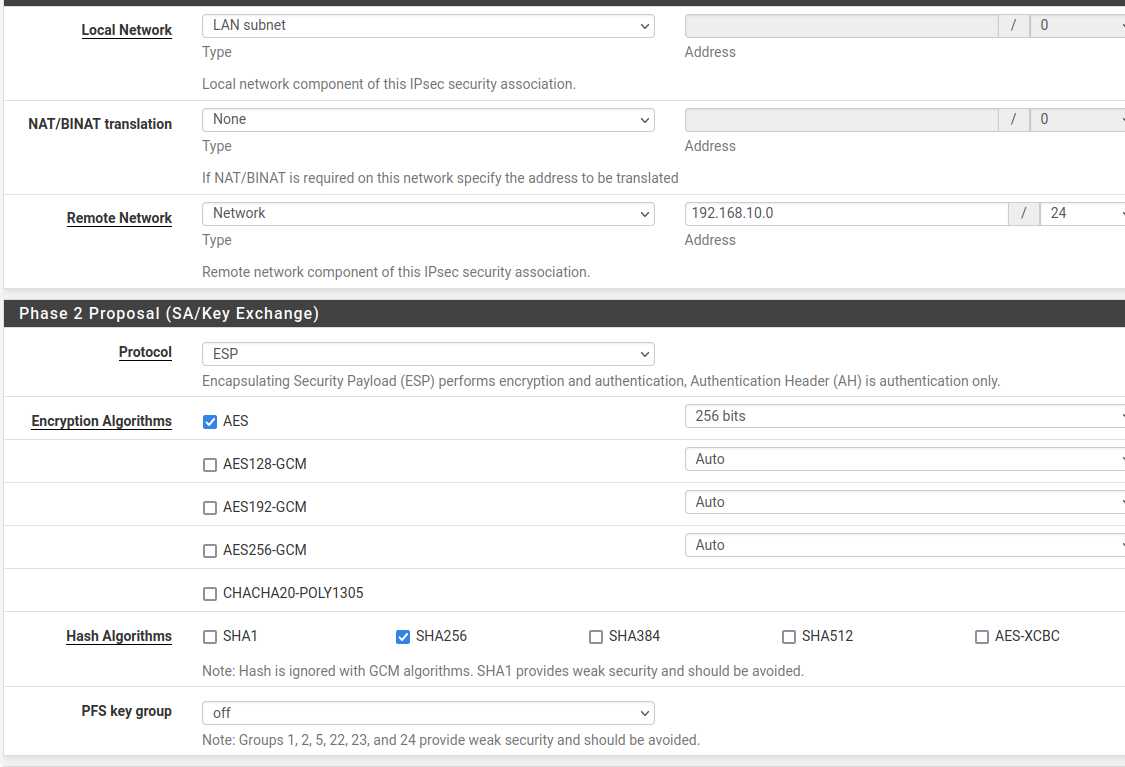 Local Network LAN subnet / 0
Type Address
Local network component of this IPsec security association.
NAT/BINAT translation None / 0
Type Address
If NAT/BINAT is required on this network specify the address to be translated
Remote Network Network 192.168.10.0 / 24
Type Address
Remote network component of this IPsec security association.
Phase 2 Proposal (SA/Key Exchange)
Protocol ESP
Encapsulating Security Payload (ESP) performs encryption and authentication, Authentication Header (AH) is authentication only.
Encryption Algorithms AES 256 bits
AES128-GCM Auto
AES192-GCM Auto
AES256-GCM Auto
CHACHA20-POLY1305
Hash Algorithms SHA1 SHA256 SHA384 SHA512 AES-XCBC
Note: Hash is ignored with GCM algorithms. SHA1 provides weak security and should be avoided.
PFS key group off
Note: Groups 1, 2, 5, 22, 23, and 24 provide weak security and should be avoided.